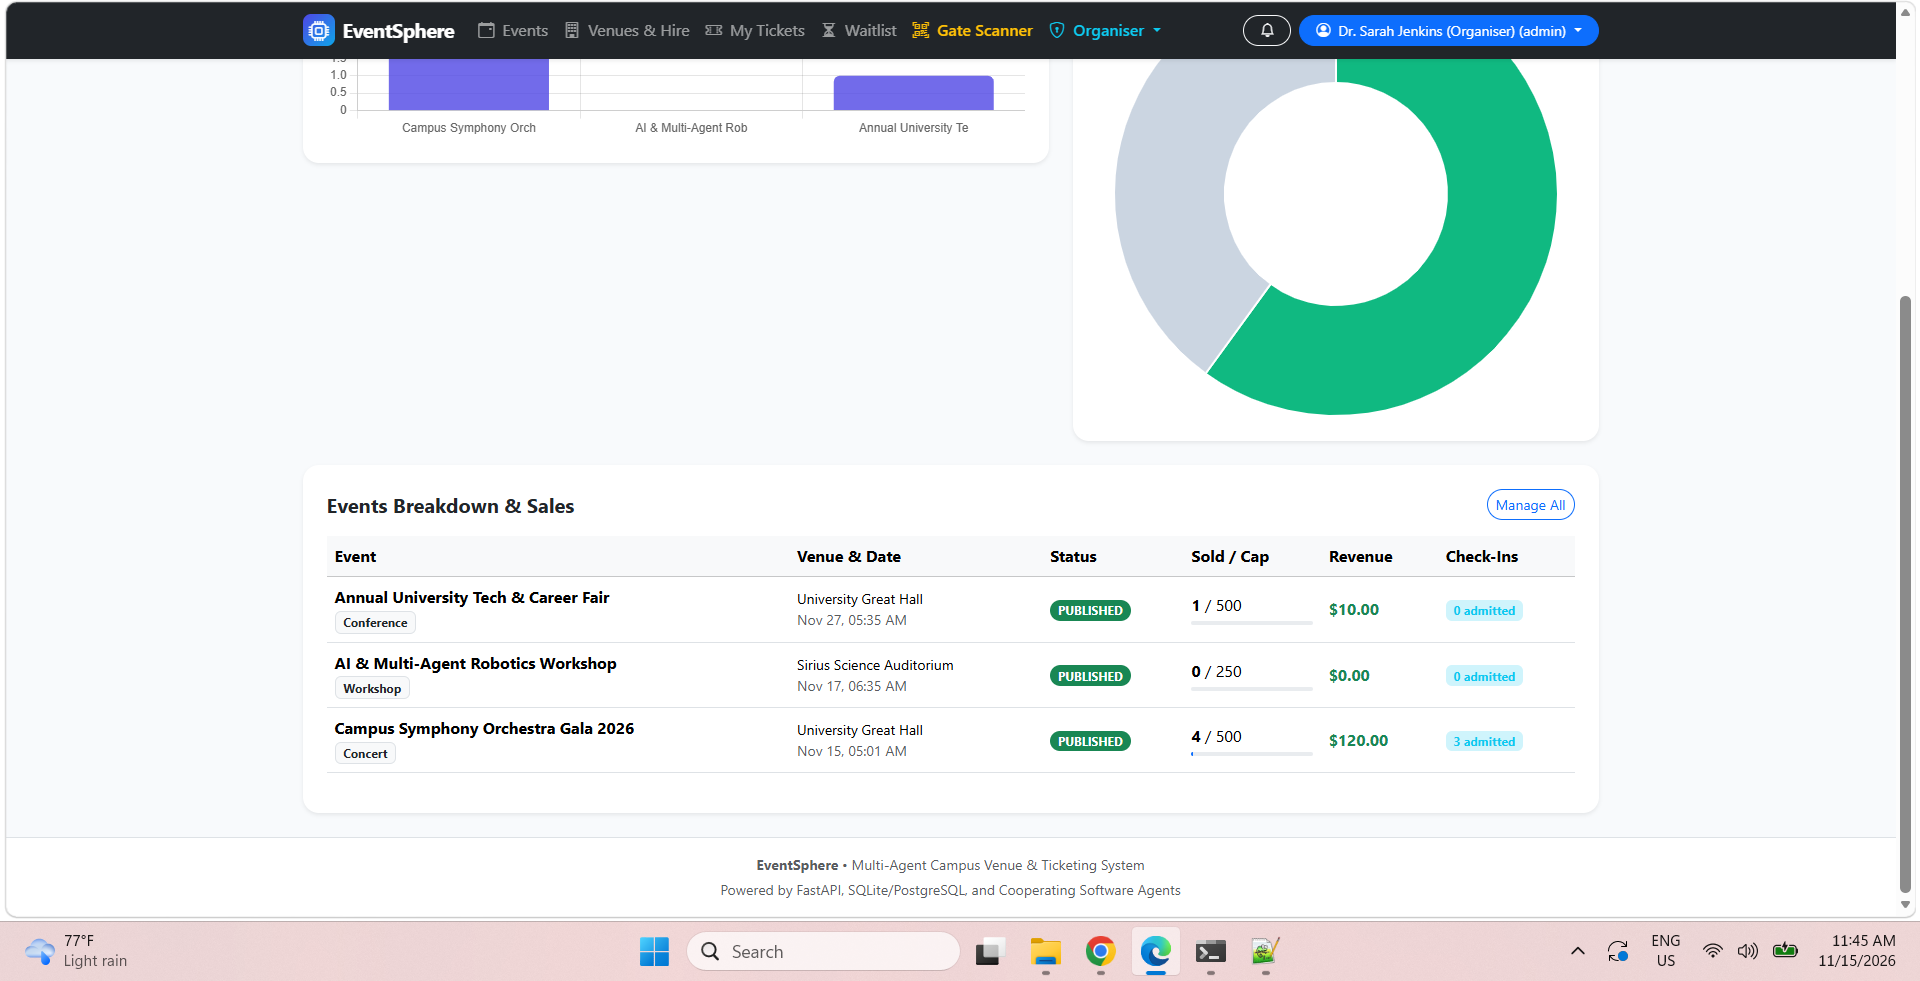 EventSphere
Events
Venues & Hire
My Tickets
Waitlist
Gate Scanner
Organiser
Dr. Sarah Jenkins (Organiser) (admin)
1.0
0.5
0
Campus Symphony Orch
AI & Multi-Agent Rob
Annual University Te
Events Breakdown & Sales
Manage All
Event Venue & Date Status Sold / Cap Revenue Check-Ins
Annual University Tech & Career Fair
Conference
University Great Hall
Nov 27, 05:35 AM
PUBLISHED
1 / 500
$10.00
0 admitted
AI & Multi-Agent Robotics Workshop
Workshop
Sirius Science Auditorium
Nov 17, 06:35 AM
PUBLISHED
0 / 250
$0.00
0 admitted
Campus Symphony Orchestra Gala 2026
Concert
University Great Hall
Nov 15, 05:01 AM
PUBLISHED
4 / 500
$120.00
3 admitted
EventSphere • Multi-Agent Campus Venue & Ticketing System
Powered by FastAPI, SQLite/PostgreSQL, and Cooperating Software Agents
77°F
Light rain
Search
ENG
US
11:45 AM
11/15/2026